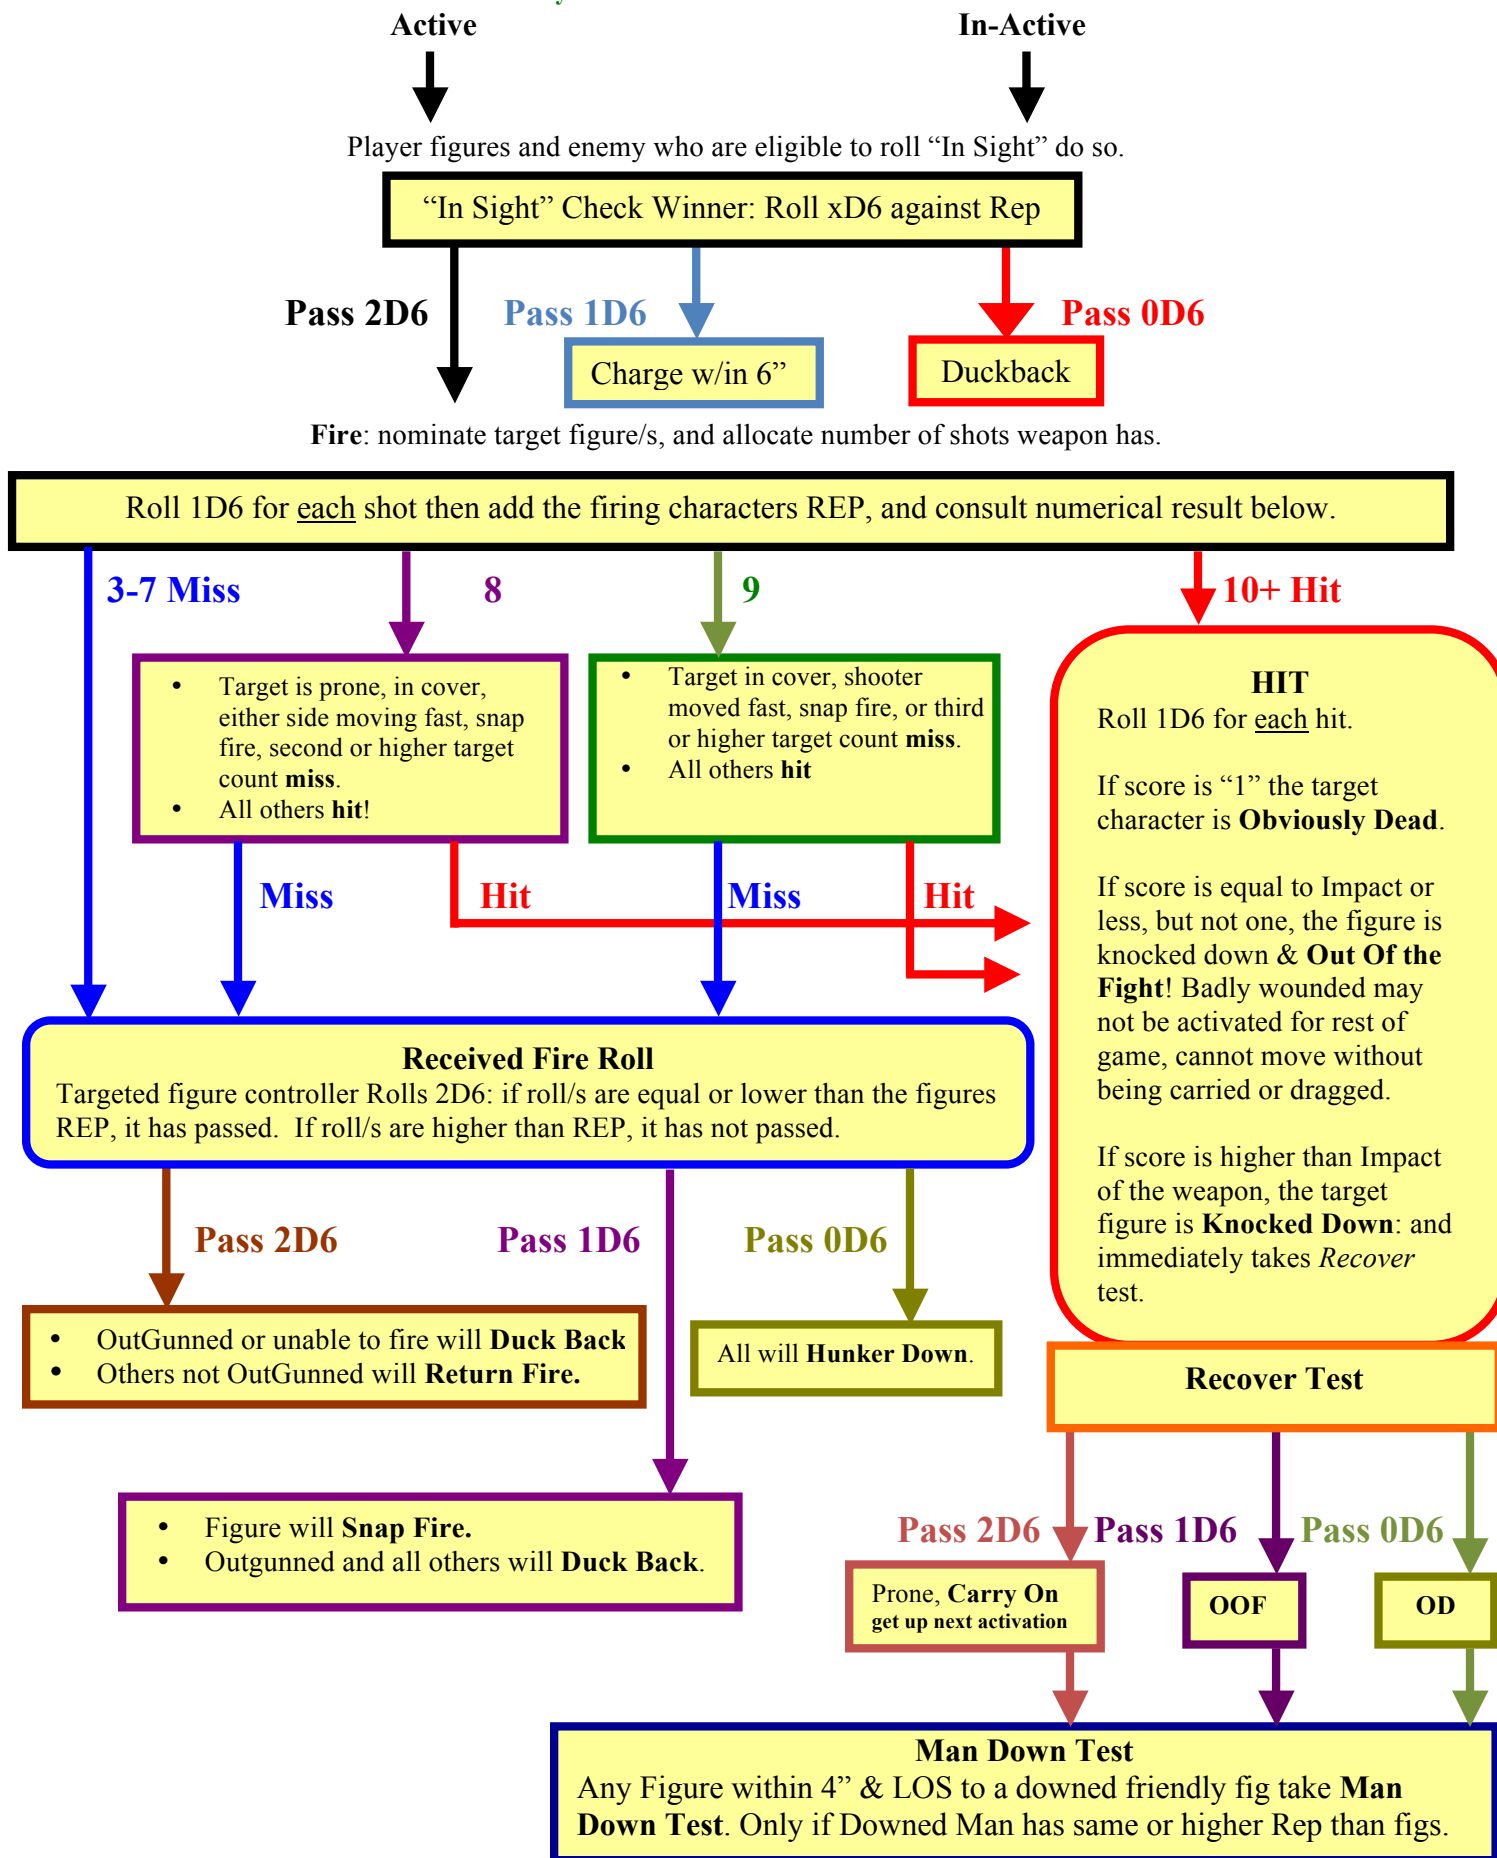 Active
In-Active
Player figures and enemy who are eligible to roll “In Sight” do so.
“In Sight” Check Winner: Roll xD6 against Rep
Pass 2D6
Pass 1D6
Pass 0D6
Charge w/in 6”
Duckback
Fire: nominate target figure/s, and allocate number of shots weapon has.
Roll 1D6 for each shot then add the firing characters REP, and consult numerical result below.
3-7 Miss
8
9
10+ Hit
• Target is prone, in cover,
either side moving fast, snap
fire, second or higher target
count miss.
• All others hit!
• Target in cover, shooter
moved fast, snap fire, or third
or higher target count miss.
• All others hit
Miss
Hit
Miss
Hit
HIT
Roll 1D6 for each hit.
If score is “1” the target
character is Obviously Dead.
If score is equal to Impact or
less, but not one, the figure is
knocked down & Out Of the
Fight! Badly wounded may
not be activated for rest of
game, cannot move without
being carried or dragged.
If score is higher than Impact
of the weapon, the target
figure is Knocked Down: and
immediately takes Recover
test.
Received Fire Roll
Targeted figure controller Rolls 2D6: if roll/s are equal or lower than the figures
REP, it has passed. If roll/s are higher than REP, it has not passed.
Pass 2D6
Pass 1D6
Pass 0D6
• OutGunned or unable to fire will Duck Back
• Others not OutGunned will Return Fire.
All will Hunker Down.
• Figure will Snap Fire.
• Outgunned and all others will Duck Back.
Recover Test
Pass 2D6
Pass 1D6
Pass 0D6
Prone, Carry On
get up next activation
OOF
OD
Man Down Test
Any Figure within 4” & LOS to a downed friendly fig take Man
Down Test. Only if Downed Man has same or higher Rep than figs.